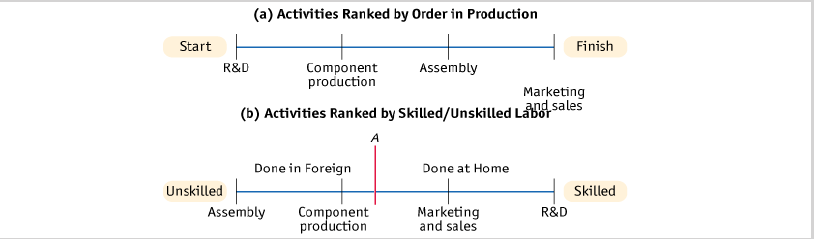 (a) Activities Ranked by Order in Production
Start
Finish
R&D
Component
production
Assembly
Marketing
and sales
(b) Activities Ranked by Skilled/Unskilled Labor
A
Done in Foreign
Done at Home
Unskilled
Skilled
Assembly
Component
production
Marketing
and sales
R&D